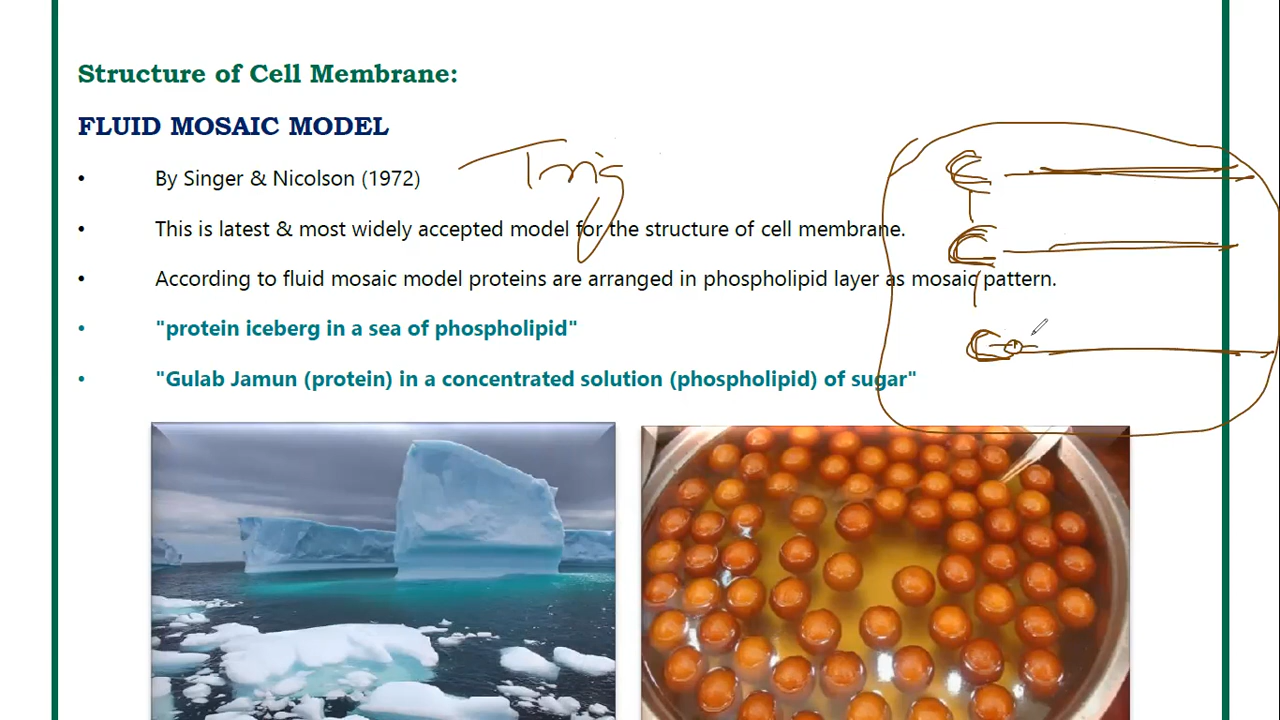 Structure of Cell Membrane:
FLUID MOSAIC MODEL
• By Singer & Nicolson (1972)
Trig
• This is latest & most widely accepted model for the structure of cell membrane.
• According to fluid mosaic model proteins are arranged in phospholipid layer as mosaic pattern.
• "protein iceberg in a sea of phospholipid"
• "Gulab Jamun (protein) in a concentrated solution (phospholipid) of sugar"
C
C
C